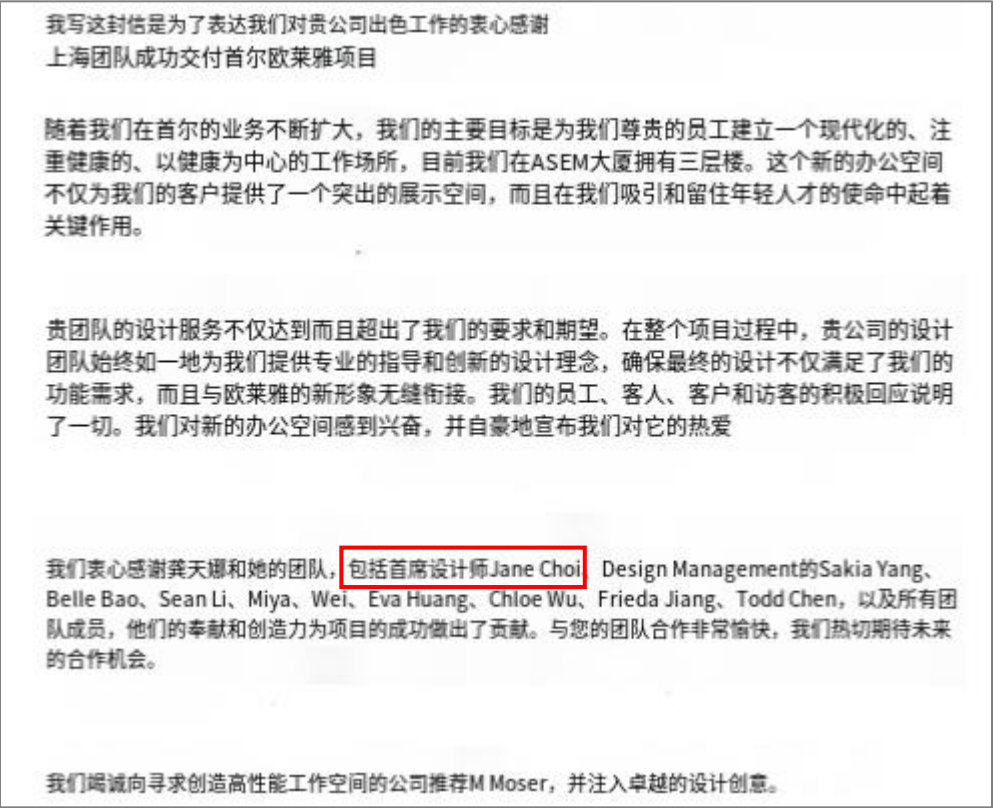 我写这封信是为了表达我们对贵公司出色工作的衷心感谢
上海团队成功交付首尔欧莱雅项目
随着我们在首尔的业务不断扩大，我们的主要目标是为我们尊贵的员工建立一个现代化的、注
重健康的、以健康为中心的工作场所，目前我们在ASEM大厦拥有三层楼。这个新的办公空间
不仅为我们的客户提供了一个突出的展示空间，而且在我们吸引和留住年轻人才的使命中起着
关键作用。
贵团队的设计服务不仅达到而且超出了我们的要求和期望。在整个项目过程中，贵公司的设计
团队始终如一地为我们提供专业的指导和创新的设计理念，确保最终的设计不仅满足了我们的
功能需求，而且与欧莱雅的新形象无缝衔接。我们的员工、客人、客户和访客的积极回应说明
了一切。我们对新的办公空间感到兴奋，并自豪地宣布我们对它的热爱
我们衷心感谢龚天娜和她的团队，包括首席设计师Jane Choi、Design Management的Sakia Yang、
Belle Bao、Sean Li、Miya、Wei、Eva Huang、Chloe Wu、Frieda Jiang、Todd Chen，以及所有团
队成员，他们的奉献和创造力为项目的成功做出了贡献。与您的团队合作非常愉快，我们热切期待未来
的合作机会。
我们竭诚向寻求创造高性能工作空间的公司推荐M Moser，并注入卓越的设计创意。